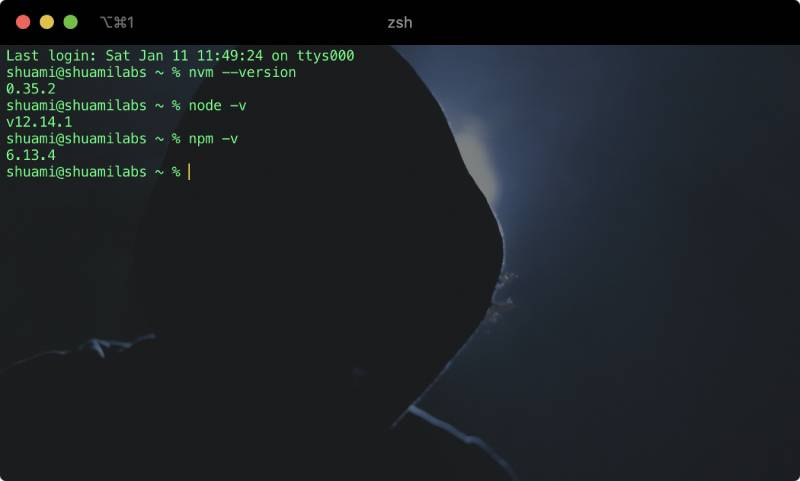 ⌥⌘1
zsh
Last login: Sat Jan 11 11:49:24 on ttys000
shuami@shuamilabs ~ % nvm --version
0.35.2
shuami@shuamilabs ~ % node -v
v12.14.1
shuami@shuamilabs ~ % npm -v
6.13.4
shuami@shuamilabs ~ %